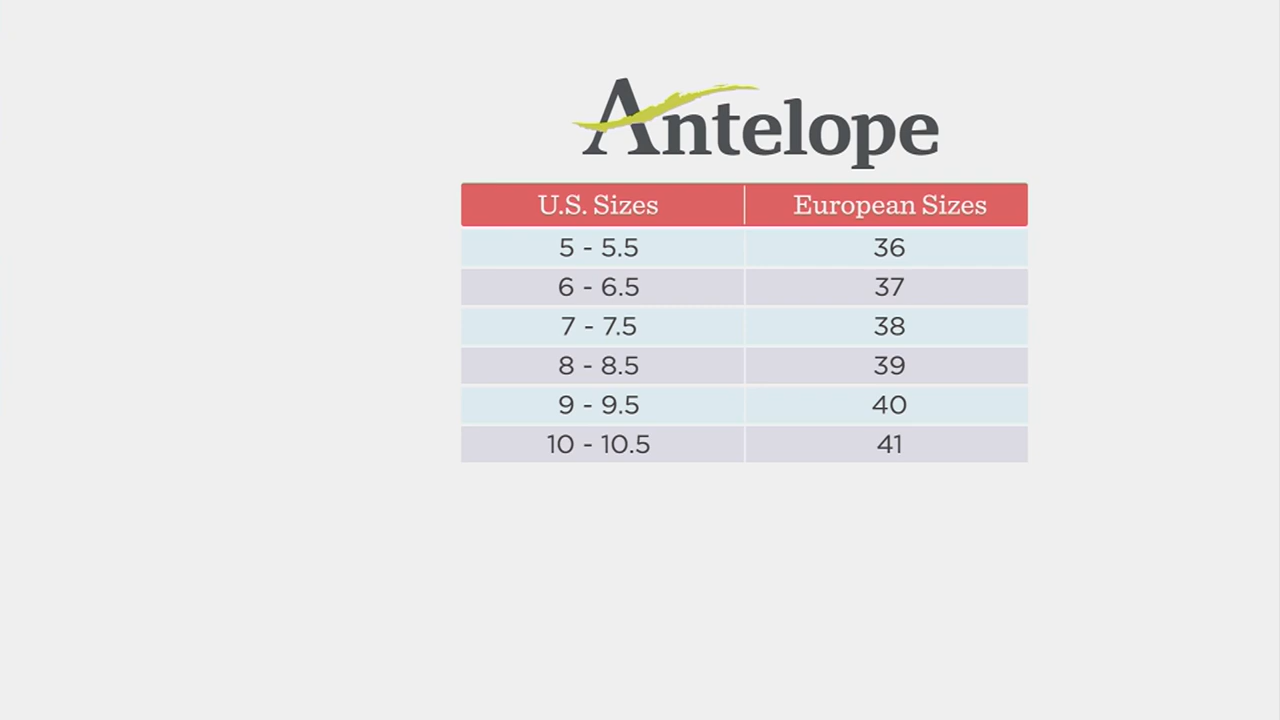 Antelope
U.S. Sizes European Sizes
5 - 5.5 36
6 - 6.5 37
7 - 7.5 38
8 - 8.5 39
9 - 9.5 40
10 - 10.5 41